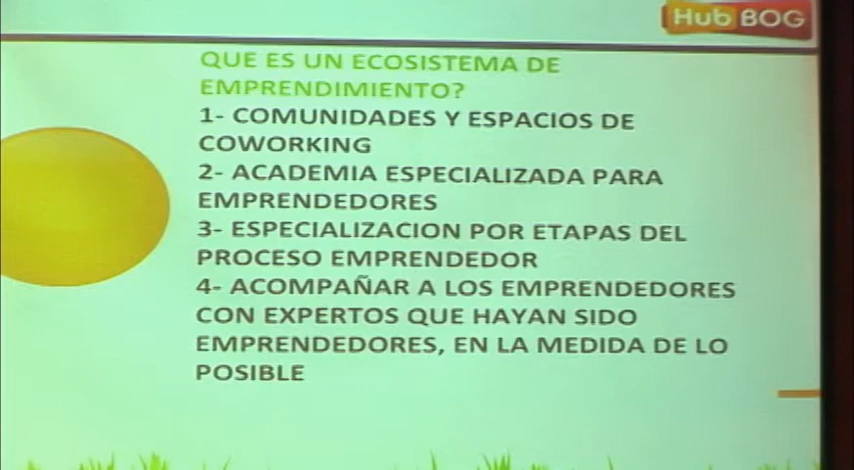 Hub BOG
QUE ES UN ECOSISTEMA DE
EMPRENDIMIENTO?
1- COMUNIDADES Y ESPACIOS DE
COWORKING
2- ACADEMIA ESPECIALIZADA PARA
EMPRENDEDORES
3- ESPECIALIZACION POR ETAPAS DEL
PROCESO EMPRENDEDOR
4- ACOMPAÑAR A LOS EMPRENDEDORES
CON EXPERTOS QUE HAYAN SIDO
EMPRENDEDORES, EN LA MEDIDA DE LO
POSIBLE